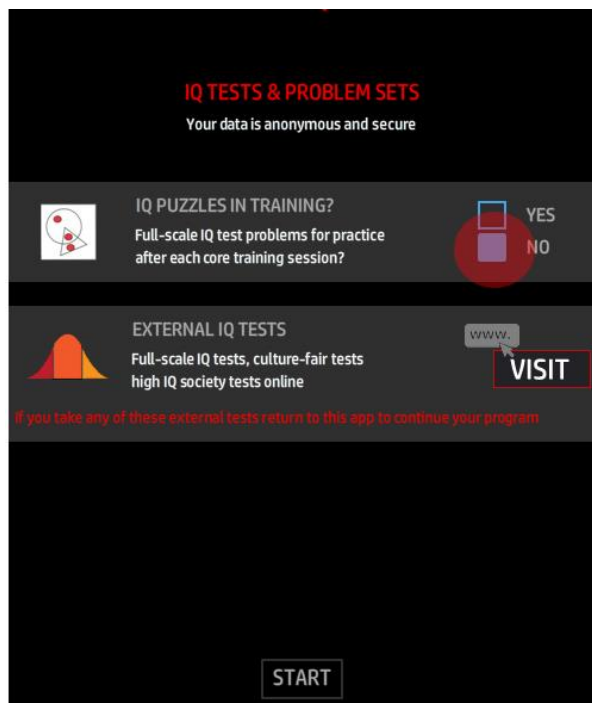 IQ TESTS & PROBLEM SETS
Your data is anonymous and secure
IQ PUZZLES IN TRAINING?
Full-scale IQ test problems for practice
after each core training session?
YES
NO
EXTERNAL IQ TESTS
Full-scale IQ tests, culture-fair tests
high IQ society tests online
www.
VISIT
If you take any of these external tests return to this app to continue your program
START